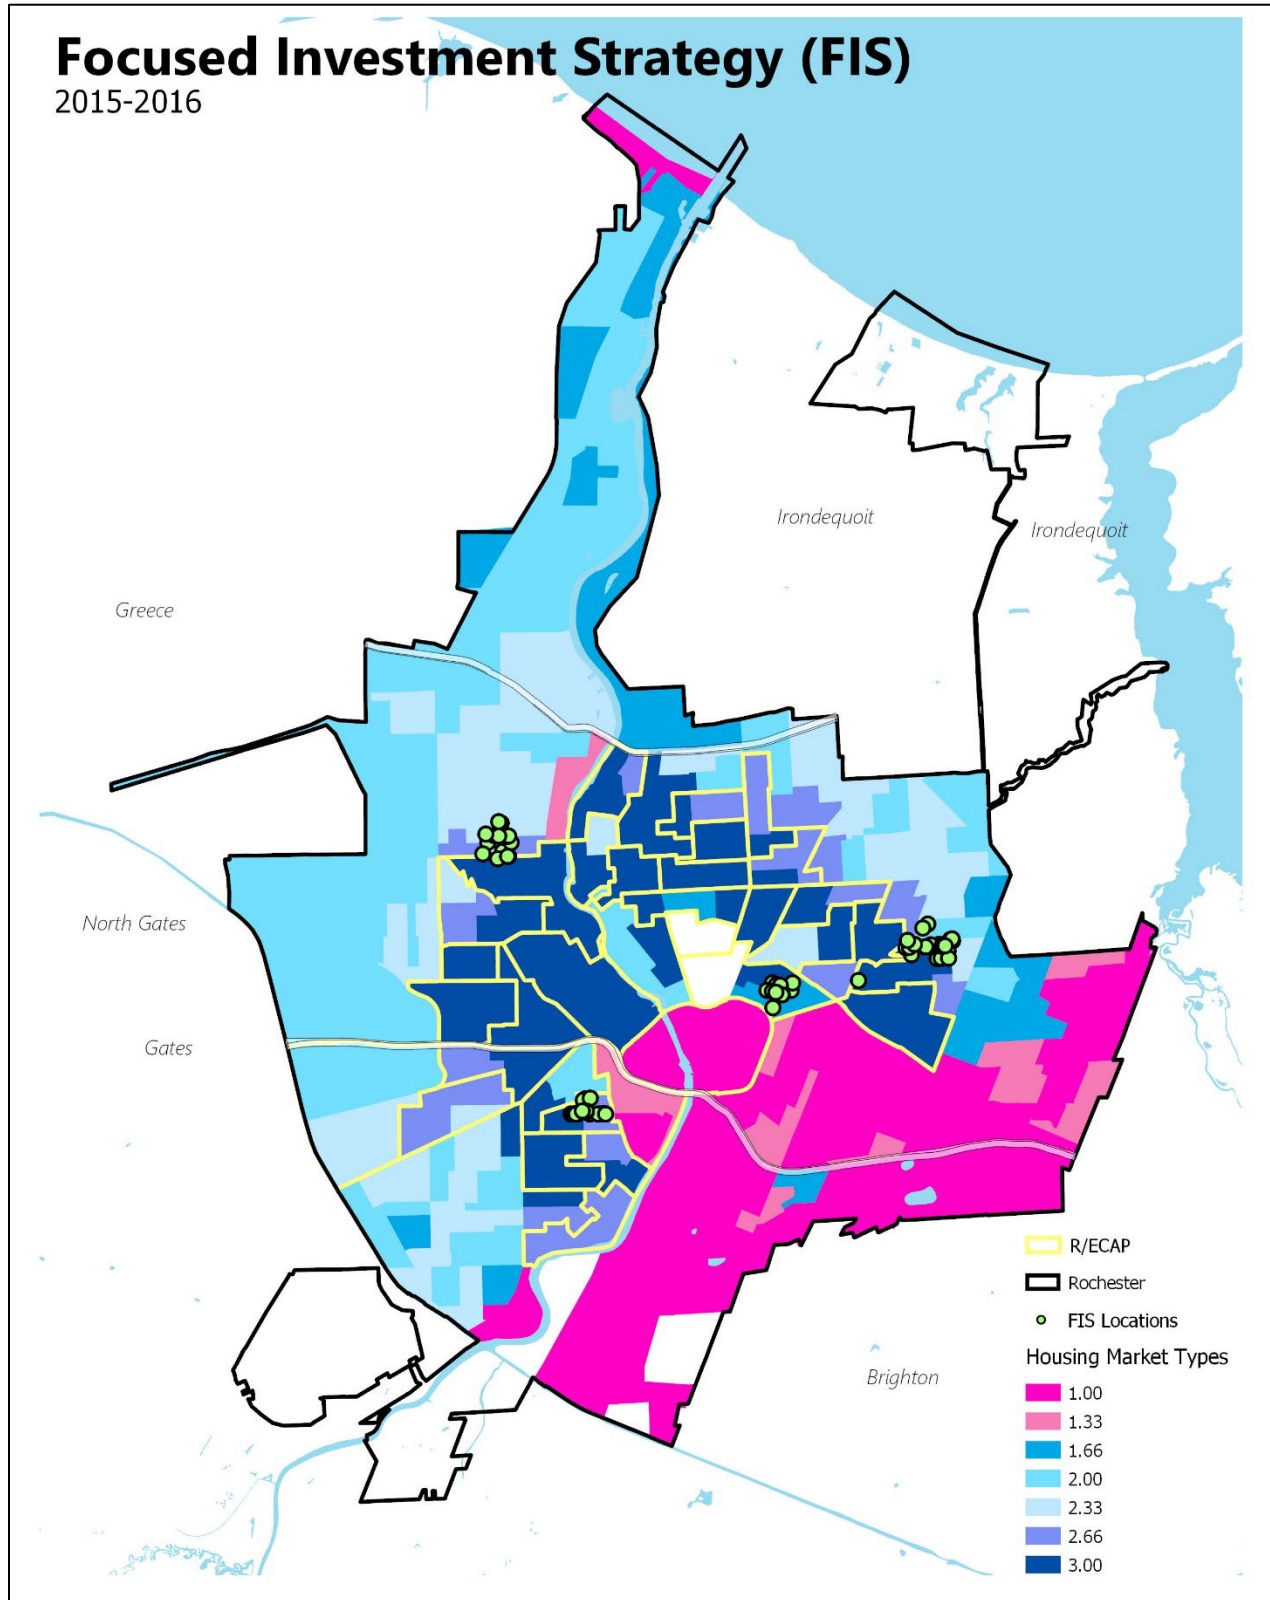 Focused Investment Strategy (FIS)
2015-2016
Irondequoit
Irondequoit
Greece
North Gates
Gates
Brighton
R/ECAP
Rochester
FIS Locations
Housing Market Types
1.00
1.33
1.66
2.00
2.33
2.66
3.00